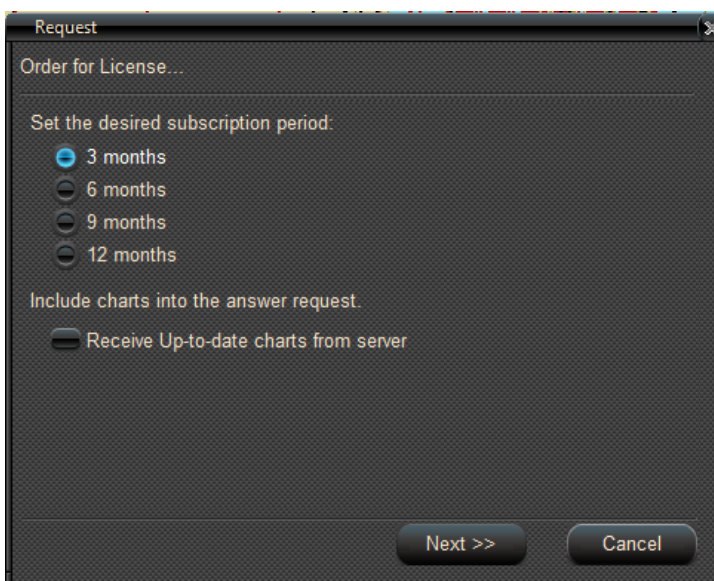 Request
Order for License...
Set the desired subscription period:
3 months
6 months
9 months
12 months
Include charts into the answer request.
Receive Up-to-date charts from server
Next >>
Cancel